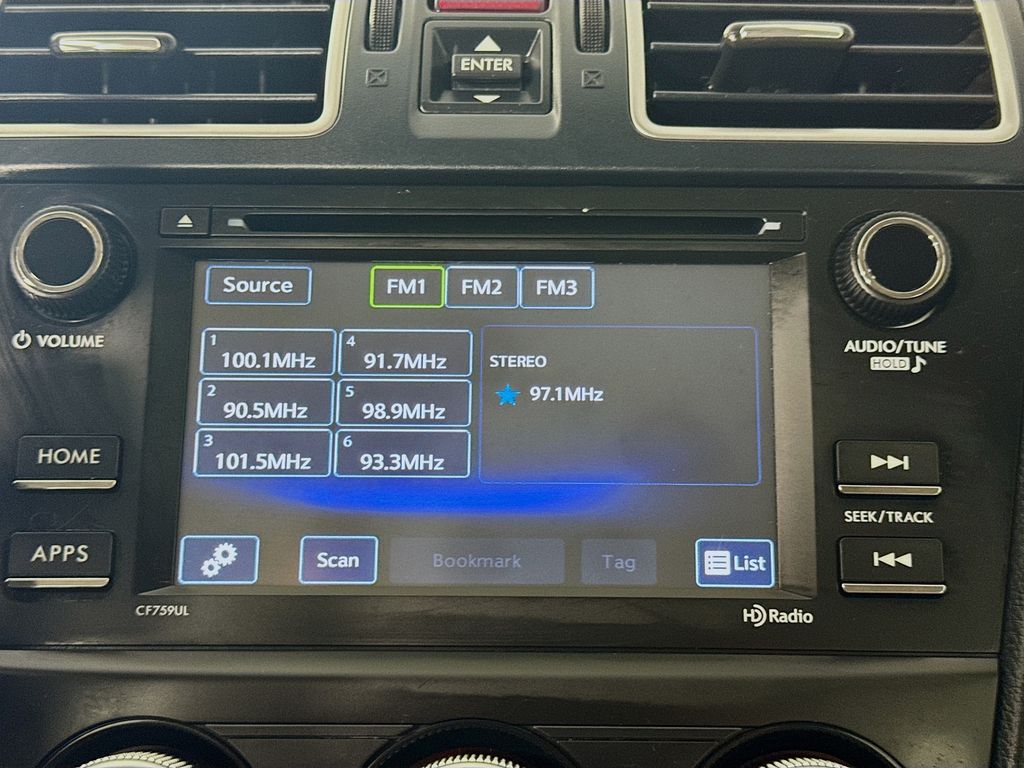 ENTER
Source
FM1
FM2
FM3
VOLUME
AUDIO/TUNE
HOLD
1
100.1MHz
4
91.7MHz
STEREO
2
90.5MHz
5
98.9MHz
97.1MHz
3
101.5MHz
6
93.3MHz
HOME
SEEK/TRACK
APPS
Scan
Bookmark
Tag
List
CF759UL
HD Radio